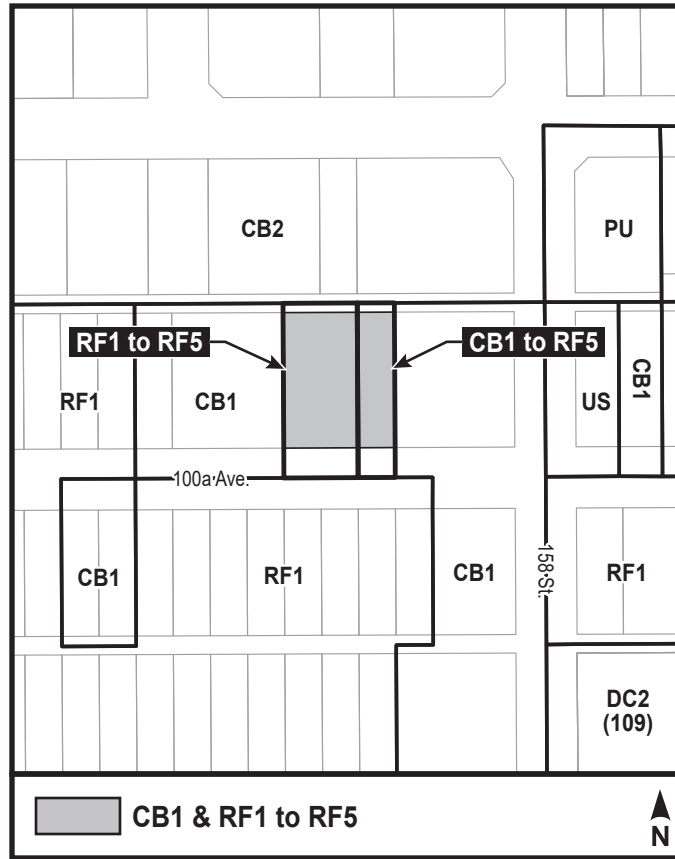 CB2
PU
RF1 to RF5
CB1 to RF5
RF1
CB1
US
CB1
100a Ave.
CB1
RF1
CB1
158 St.
RF1
DC2
(109)
CB1 & RF1 to RF5
N